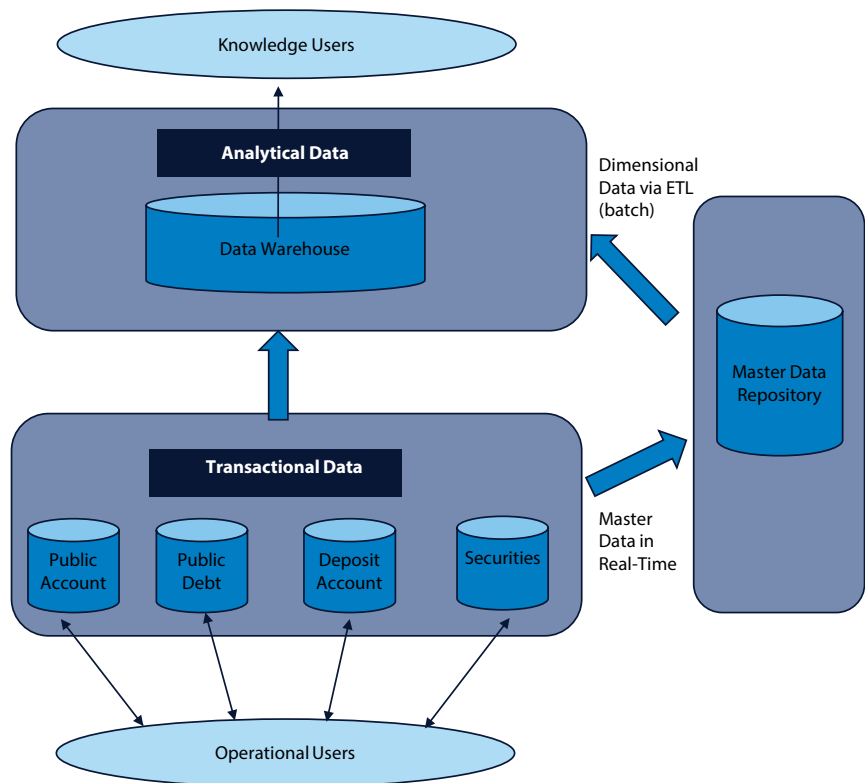 Knowledge Users
Analytical Data
Data Warehouse
Dimensional
Data via ETL
(batch)
Master Data
Repository
Transactional Data
Public
Account
Public
Debt
Deposit
Account
Securities
Master
Data in
Real-Time
Operational Users